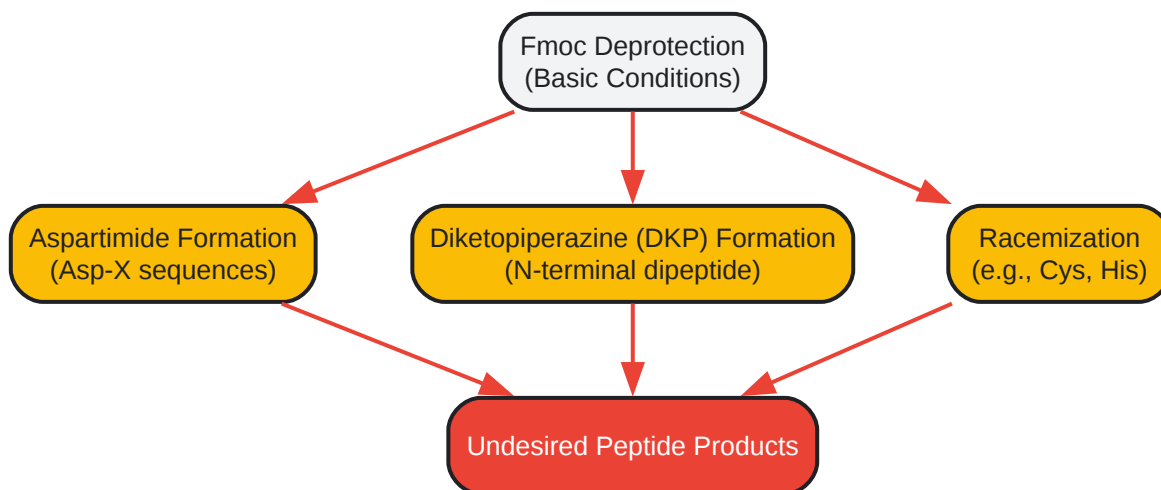 Fmoc Deprotection
(Basic Conditions)
Aspartimide Formation
(Asp-X sequences)
Diketopiperazine (DKP) Formation
(N-terminal dipeptide)
Racemization
(e.g., Cys, His)
Undesired Peptide Products